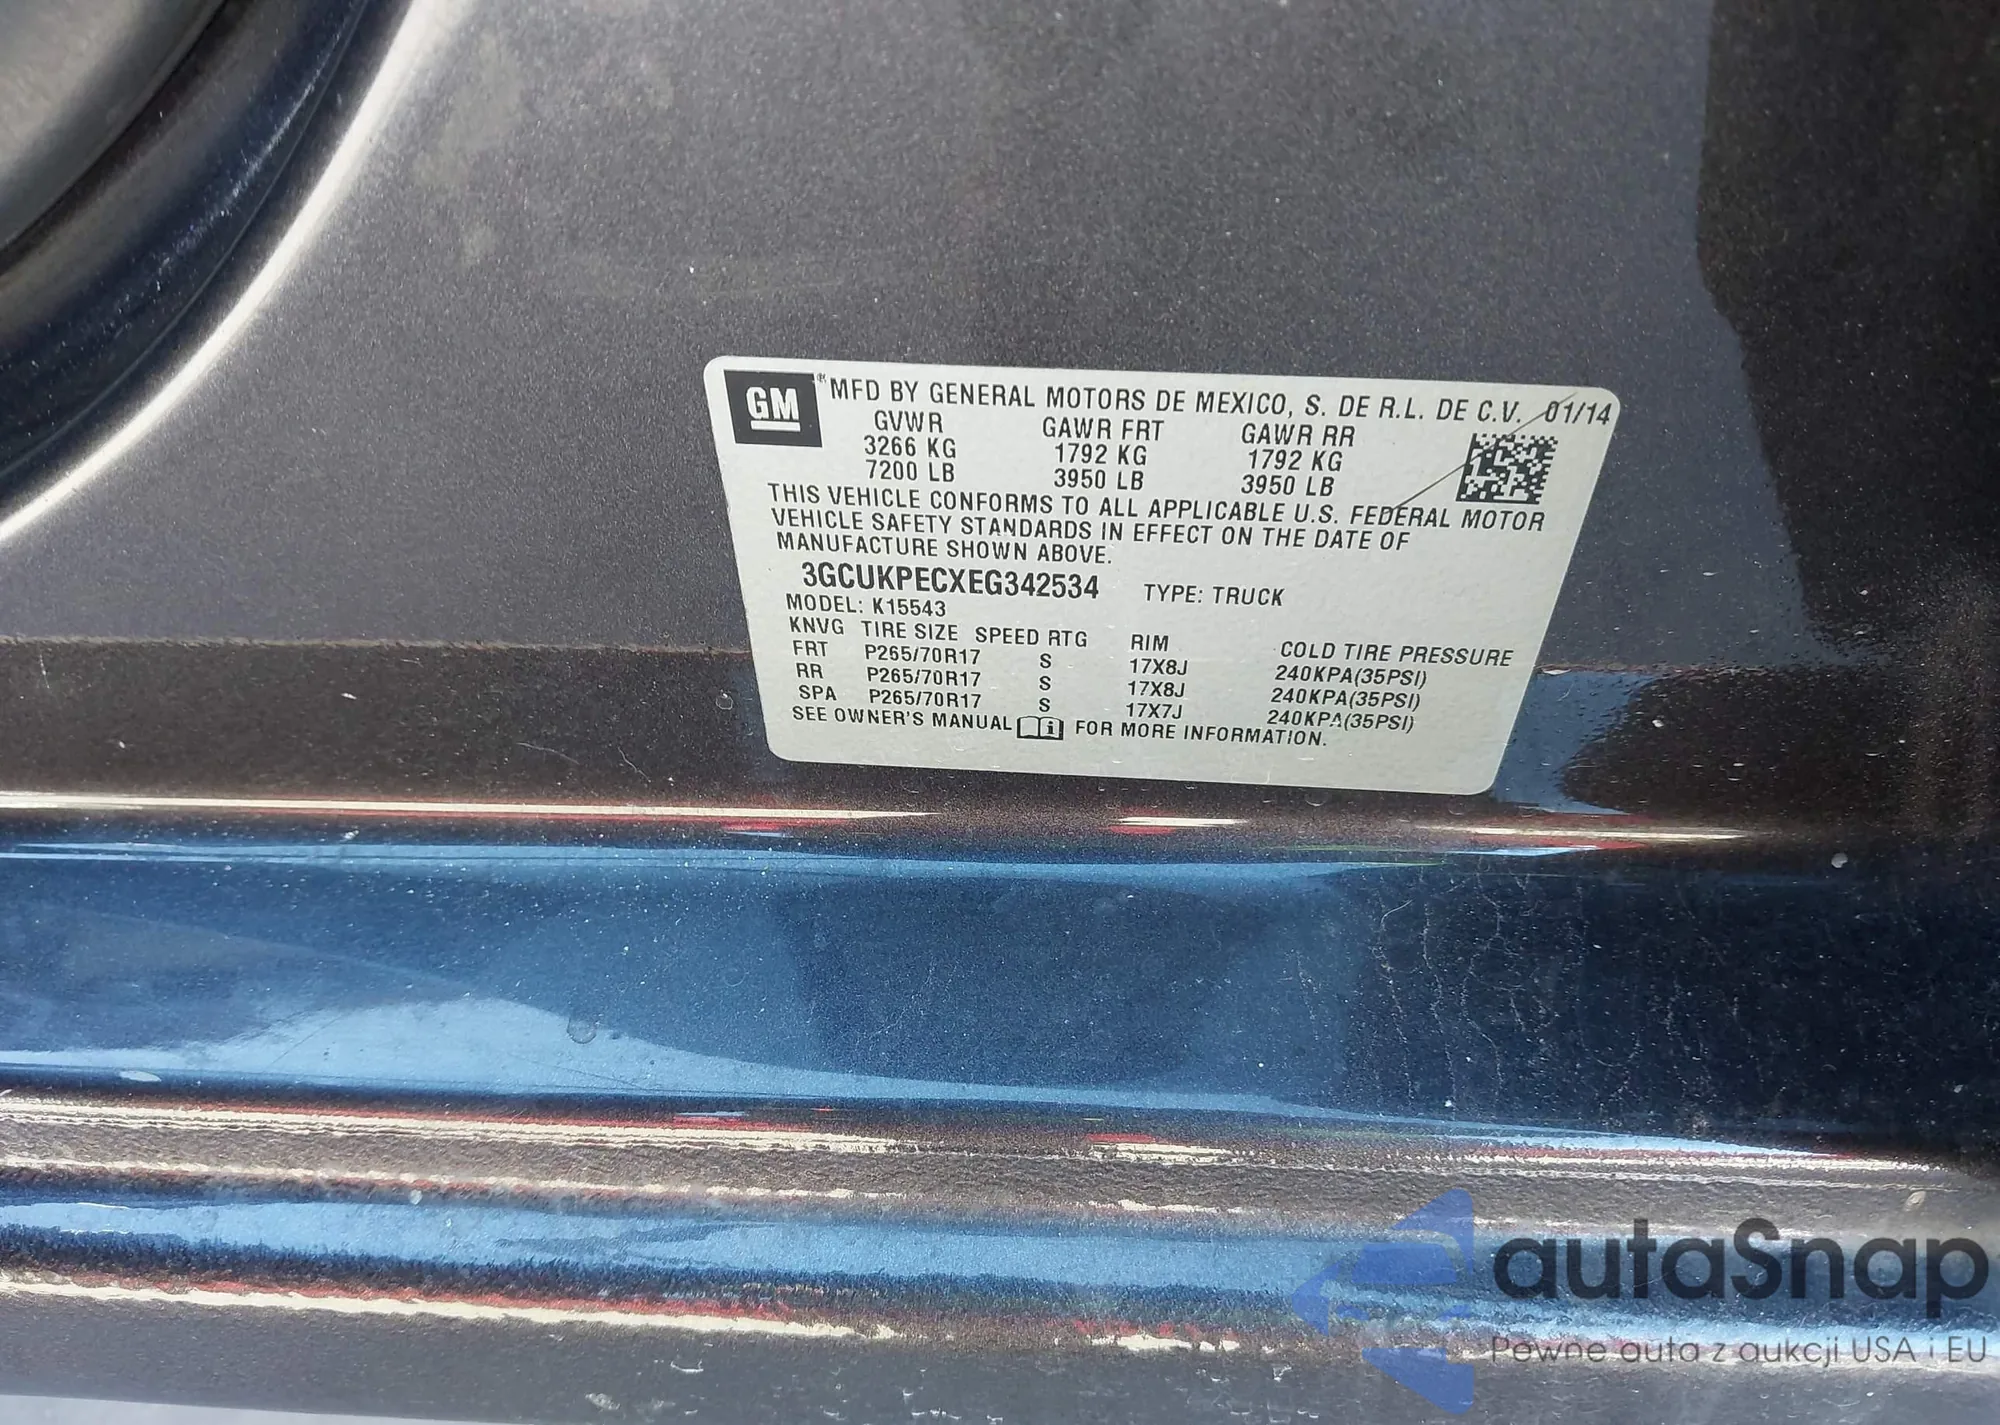 GM ® MFD BY GENERAL MOTORS DE MEXICO, S. DE R.L. DE C.V. 01/14
GVWR GAWR FRT GAWR RR
3266 KG 1792 KG 1792 KG
7200 LB 3950 LB 3950 LB
THIS VEHICLE CONFORMS TO ALL APPLICABLE U.S. FEDERAL MOTOR
VEHICLE SAFETY STANDARDS IN EFFECT ON THE DATE OF
MANUFACTURE SHOWN ABOVE.
3GCUKPECXEG342534 TYPE: TRUCK
MODEL: K15543
KNVG TIRE SIZE SPEED RTG RIM COLD TIRE PRESSURE
FRT P265/70R17 S 17X8J 240KPA(35PSI)
RR P265/70R17 S 17X8J 240KPA(35PSI)
SPA P265/70R17 S 17X7J 240KPA(35PSI)
SEE OWNER'S MANUAL i FOR MORE INFORMATION.
autaSnap
Pewne auta z aukcji USA i EU